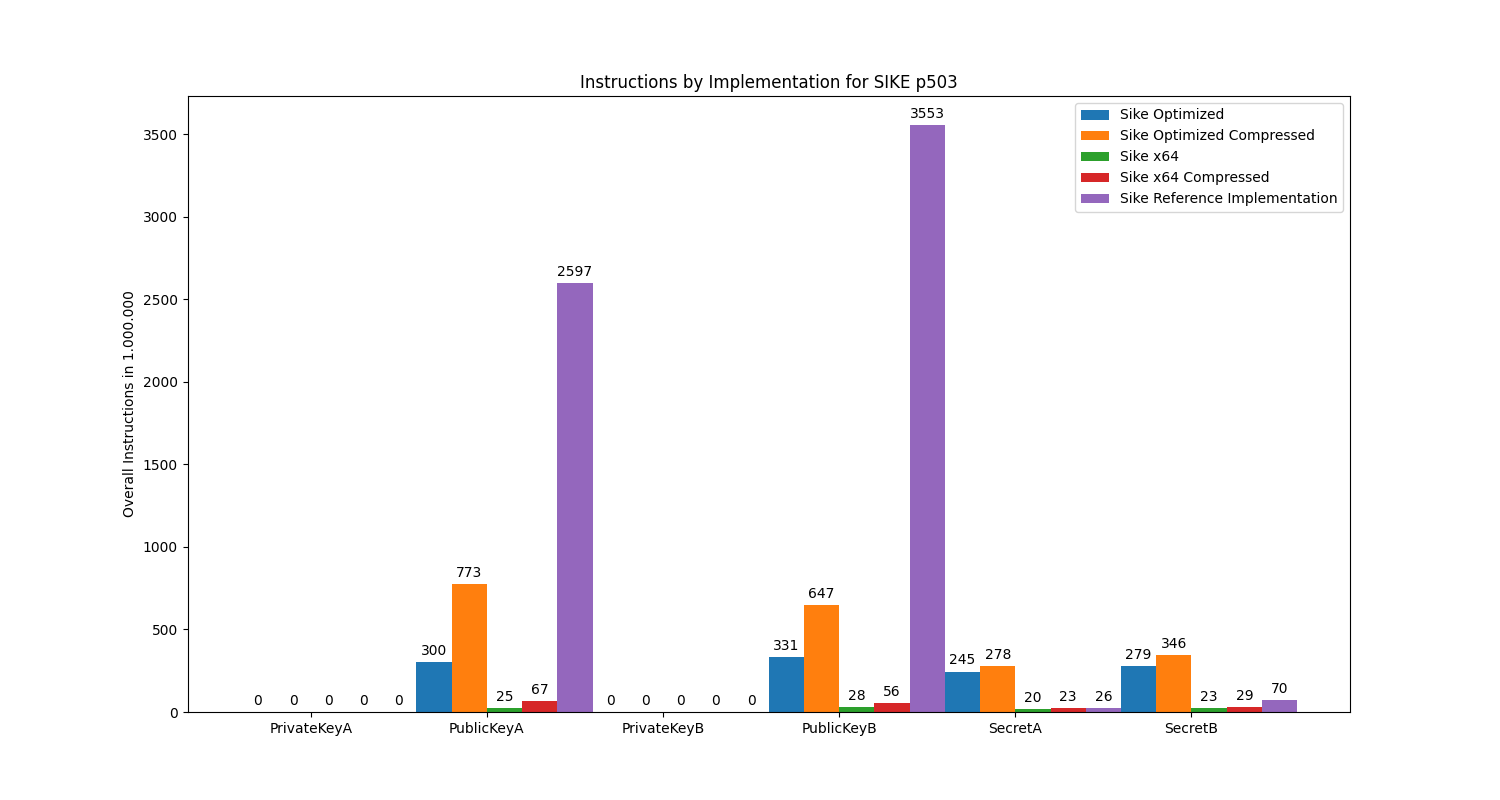 Instructions by Implementation for SIKE p503
Overall Instructions in 1.000.000
3500
3000
2500
2000
1500
1000
500
0
Sike Optimized
Sike Optimized Compressed
Sike x64
Sike x64 Compressed
Sike Reference Implementation
0 0 0 0 0
300 773 25 67 2597
0 0 0 0 0
331 647 28 56 3553
245 278 20 23 26
279 346 23 29 70
PrivateKeyA PublicKeyA PrivateKeyB PublicKeyB SecretA SecretB